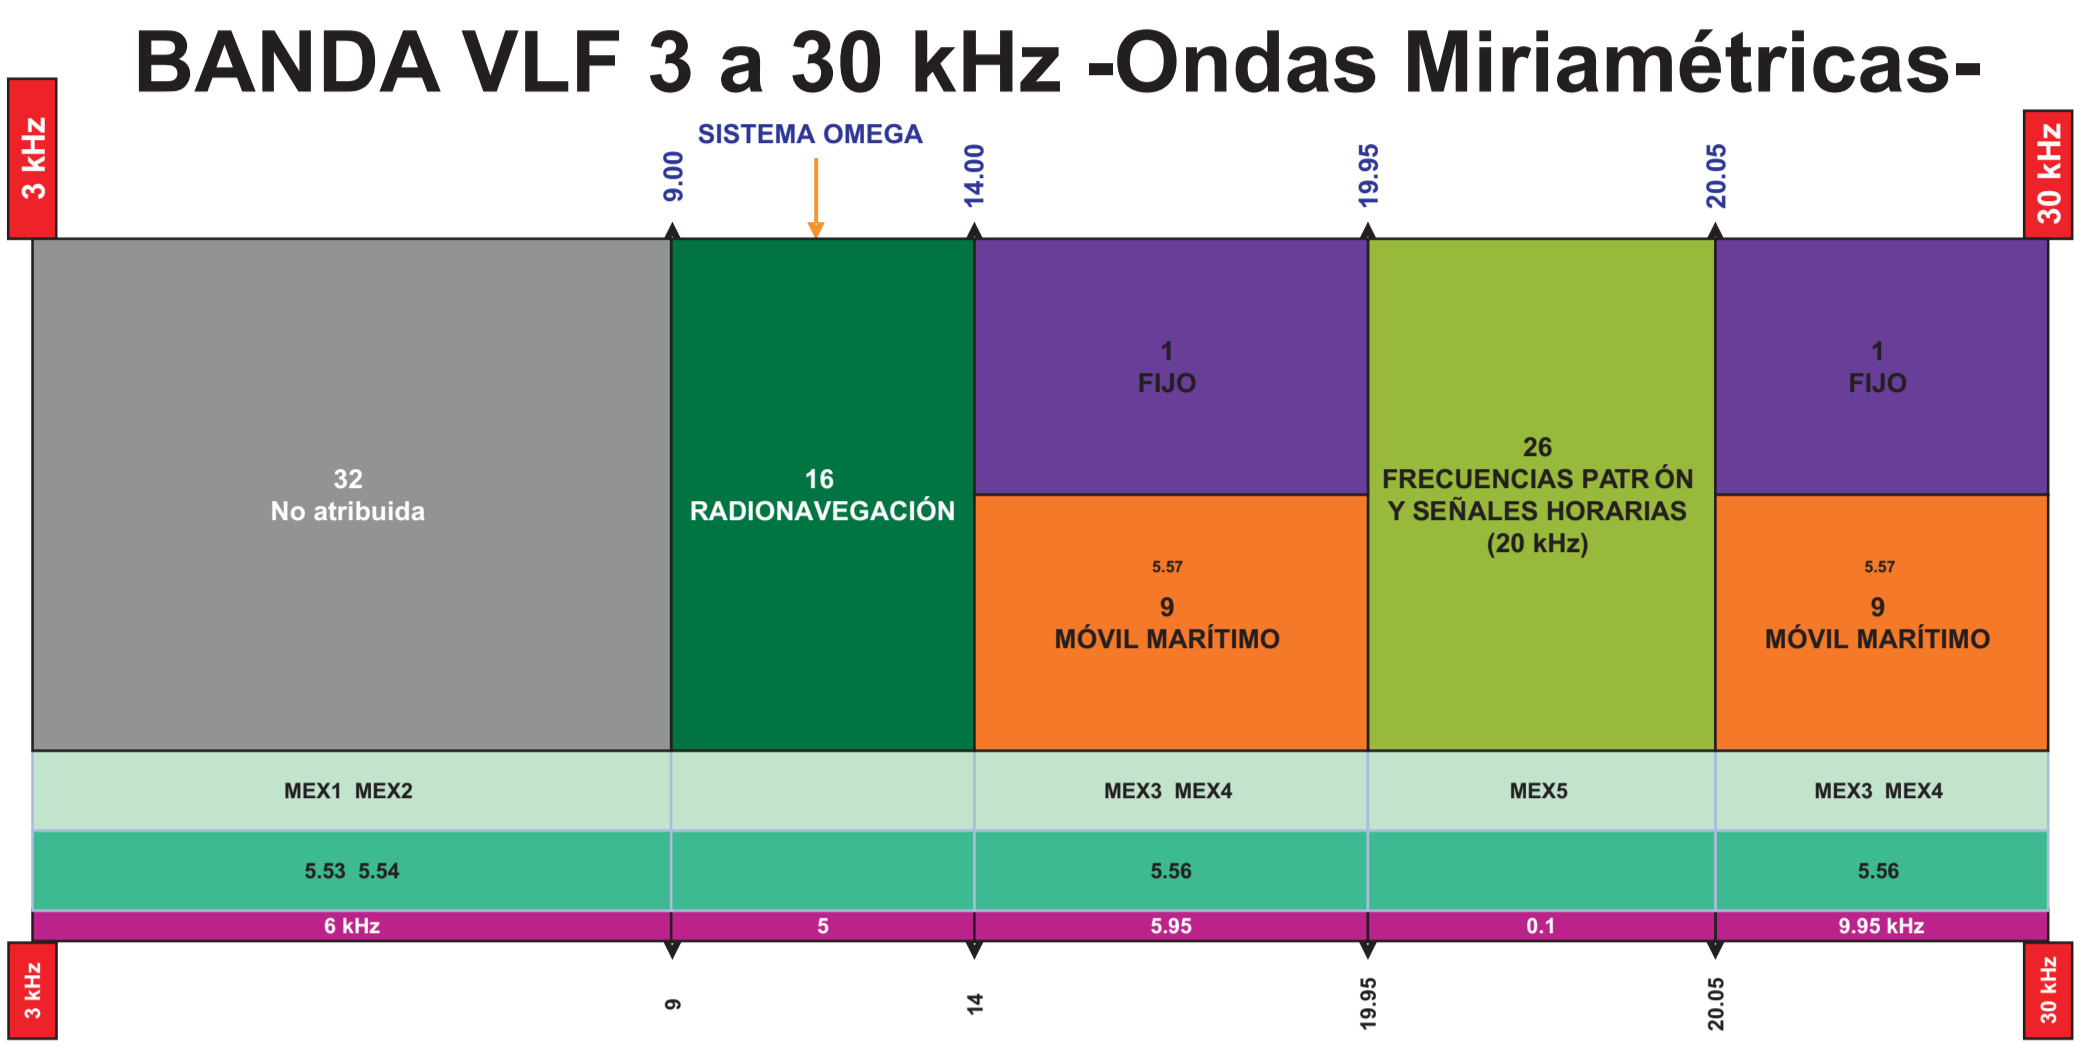 BANDA VLF 3 a 30 kHz -Ondas Miriamétricas-
3 kHz
9.00
SISTEMA OMEGA
14.00
19.95
20.05
30 kHz
32
No atribuida
16
RADIONAVEGACIÓN
1
FIJO
5.57
9
MÓVIL MARÍTIMO
26
FRECUENCIAS PATRÓN
Y SEÑALES HORARIAS
(20 kHz)
1
FIJO
5.57
9
MÓVIL MARÍTIMO
MEX1 MEX2
MEX3 MEX4
MEX5
MEX3 MEX4
5.53 5.54
5.56
5.56
6 kHz
5
5.95
0.1
9.95 kHz
3 kHz
9
14
19.95
20.05
30 kHz